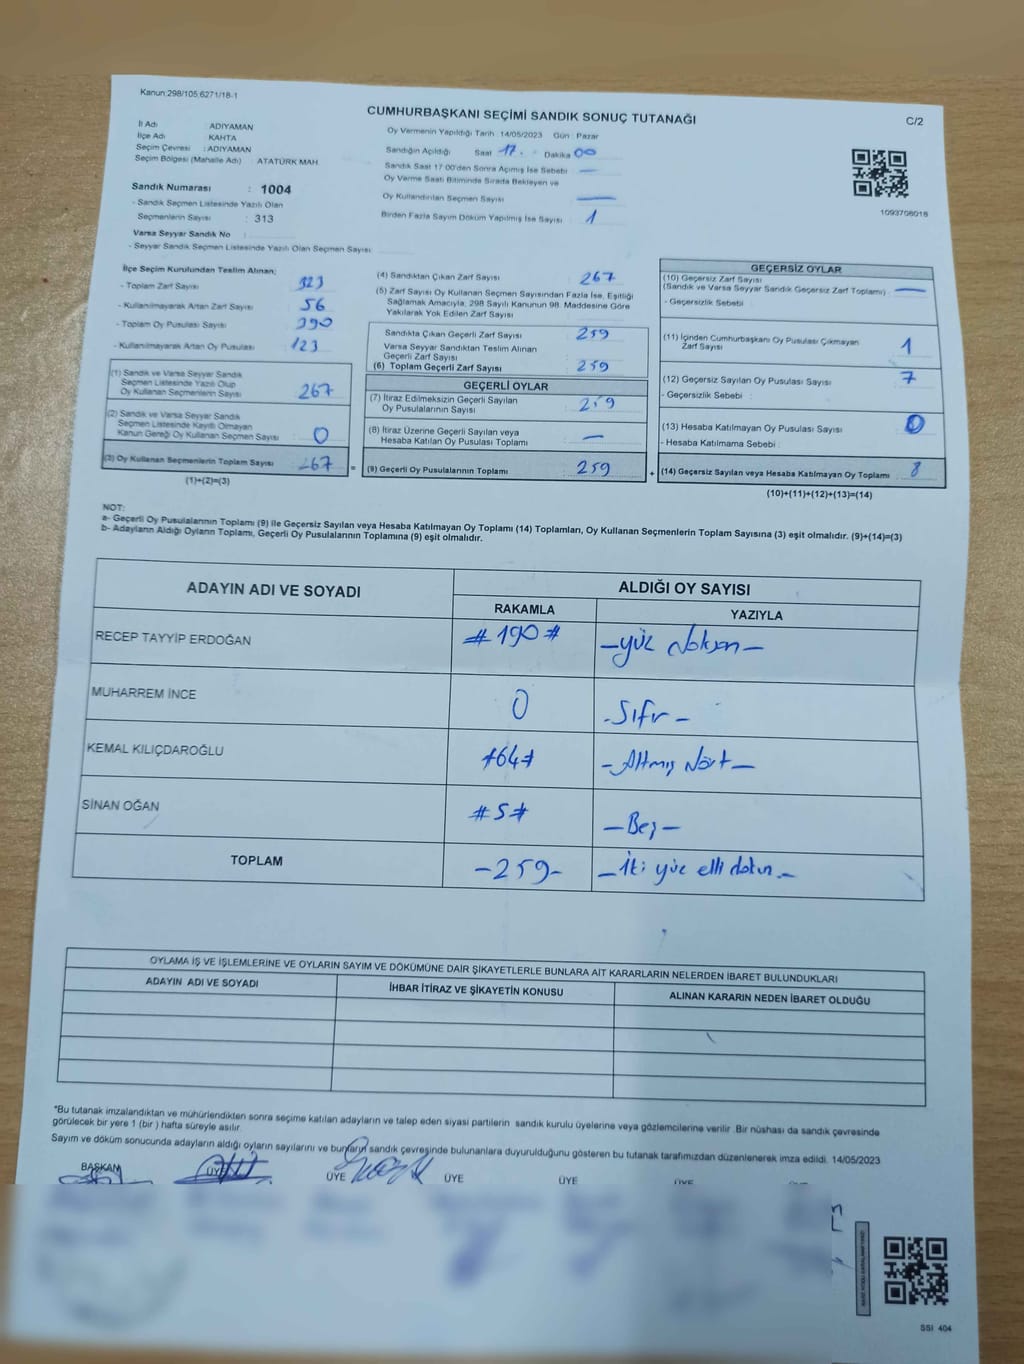 Kanun:298/105;6271/18-1
CUMHURBAŞKANI SEÇİMİ SANDIK SONUÇ TUTANAĞI
C/2
İl Adı : ADIYAMAN
İlçe Adı : KAHTA
Seçim Çevresi : ADIYAMAN
Seçim Bölgesi (Mahalle Adı) : ATATÜRK MAH
Sandık Numarası : 1004
- Sandık Seçmen Listesinde Yazılı Olan
Seçmenlerin Sayısı : 313
Varsa Seyyar Sandık No :
- Seyyar Sandık Seçmen Listesinde Yazılı Olan Seçmen Sayısı:
Oy Vermenin Yapıldığı Tarih : 14/05/2023 Gün : Pazar
Sandığın Açıldığı Saat 17. Dakika 00
Sandık Saat 17:00'den Sonra Açımış İse Sebebi —
Oy Verme Saati Bitiminde Sırada Bekleyen ve
Oy Kullandırılan Seçmen Sayısı —
Birden Fazla Sayım Döküm Yapılmış İse Sayısı : 1
1093706018
İlçe Seçim Kurulundan Teslim Alınan;
- Toplam Zarf Sayısı 323
- Kullanılmayarak Artan Zarf Sayısı : 56
- Toplam Oy Pusulası Sayısı : 390
- Kullanılmayarak Artan Oy Pusulası : 123
(1) Sandık ve Varsa Seyyar Sandık
Seçmen Listesinde Yazılı Olup
Oy Kullanan Seçmenlerin Sayısı : 267
(2) Sandık ve Varsa Seyyar Sandık
Seçmen Listesinde Kayıtlı Olmayan
Kanun Gereği Oy Kullanan Seçmen Sayısı : 0
(3) Oy Kullanan Seçmenlerin Toplam Sayısı : 267
(1)+(2)=(3)
=
(4) Sandıktan Çıkan Zarf Sayısı : 267
(5) Zarf Sayısı Oy Kullanan Seçmen Sayısından Fazla İse, Eşitliği
Sağlamak Amacıyla, 298 Sayılı Kanunun 98. Maddesine Göre
Yakılarak Yok Edilen Zarf Sayısı :
Sandıkta Çıkan Geçerli Zarf Sayısı : 259
Varsa Seyyar Sandıktan Teslim Alınan
Geçerli Zarf Sayısı :
(6) Toplam Geçerli Zarf Sayısı : 259
GEÇERLİ OYLAR
(7) İtiraz Edilmeksizin Geçerli Sayılan
Oy Pusulalarının Sayısı : 259
(8) İtiraz Üzerine Geçerli Sayılan veya
Hesaba Katılan Oy Pusulası Toplamı : —
(9) Geçerli Oy Pusulalarının Toplamı : 259
+
GEÇERSİZ OYLAR
(10) Geçersiz Zarf Sayısı
(Sandık ve Varsa Seyyar Sandık Geçersiz Zarf Toplamı) : —
- Geçersizlik Sebebi :
(11) İçinden Cumhurbaşkanı Oy Pusulası Çıkmayan
Zarf Sayısı : 1
(12) Geçersiz Sayılan Oy Pusulası Sayısı : 7
- Geçersizlik Sebebi :
(13) Hesaba Katılmayan Oy Pusulası Sayısı : 0
- Hesaba Katılmama Sebebi :
(14) Geçersiz Sayılan veya Hesaba Katılmayan Oy Toplamı : 8
(10)+(11)+(12)+(13)=(14)
NOT:
a- Geçerli Oy Pusulalarının Toplamı (9) ile Geçersiz Sayılan veya Hesaba Katılmayan Oy Toplamı (14) Toplamları, Oy Kullanan Seçmenlerin Toplam Sayısına (3) eşit olmalıdır. (9)+(14)=(3)
b- Adayların Aldığı Oyların Toplamı, Geçerli Oy Pusulalarının Toplamına (9) eşit olmalıdır.
ADAYIN ADI VE SOYADI
ALDIĞI OY SAYISI
RAKAMLA YAZIYLA
RECEP TAYYİP ERDOĞAN # 190 # – yüz doksan –
MUHARREM İNCE 0 - Sıfır -
KEMAL KILIÇDAROĞLU #64# - Altmış dört –
SİNAN OĞAN #5# – Beş –
TOPLAM -259- – İki yüz elli dokuz –
OYLAMA İŞ VE İŞLEMLERİNE VE OYLARIN SAYIM VE DÖKÜMÜNE DAİR ŞİKAYETLERLE BUNLARA AİT KARARLARIN NELERDEN İBARET BULUNDUKLARI
ADAYIN ADI VE SOYADI İHBAR İTİRAZ VE ŞİKAYETİN KONUSU ALINAN KARARIN NEDEN İBARET OLDUĞU
*Bu tutanak imzalandıktan ve mühürlendikten sonra seçime katılan adayların ve talep eden siyasi partilerin sandık kurulu üyelerine veya gözlemcilerine verilir .Bir nüshası da sandık çevresinde
görülecek bir yere 1 (bir ) hafta süreyle asılır.
Sayım ve döküm sonucunda adayların aldığı oyların sayılarını ve bunların sandık çevresinde bulunanlara duyurulduğunu gösteren bu tutanak tarafımızdan düzenlenerek imza edildi. 14/05/2023
BAŞKAN ÜYE ÜYE ÜYE ÜYE ÜYE
SSI: 404